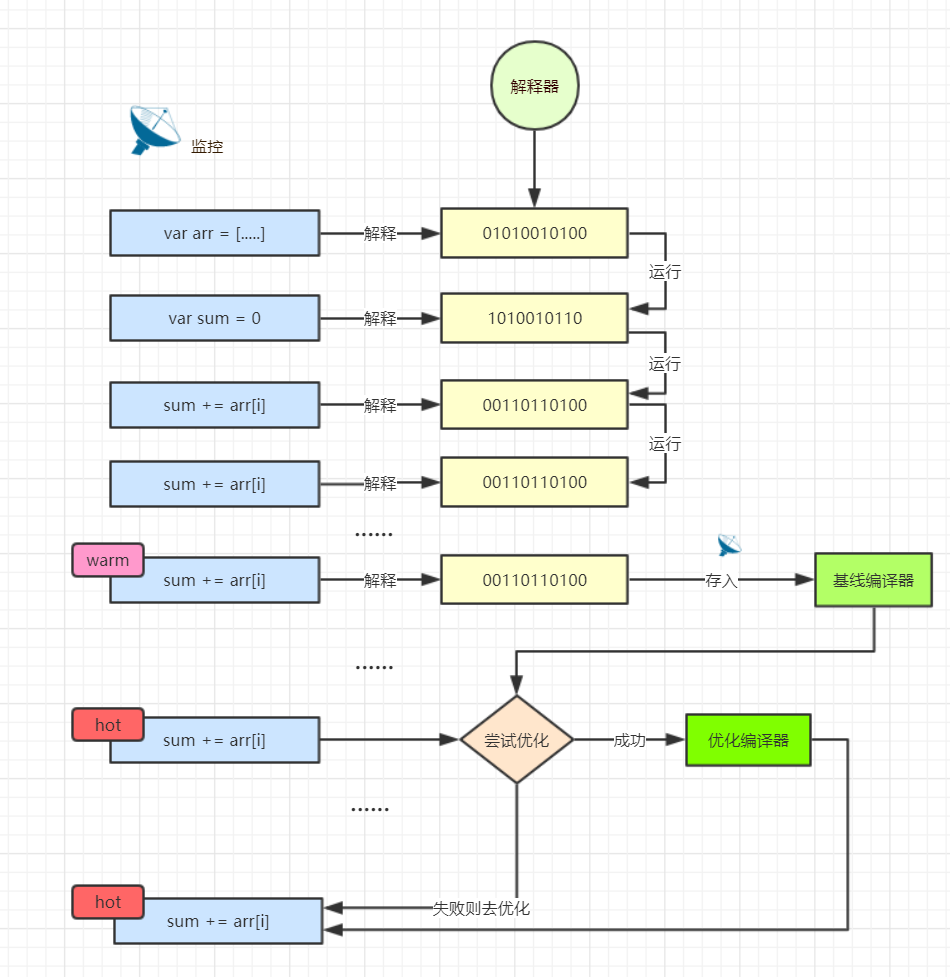 解释器
监控
var arr = [.....]
解释
01010010100
运行
var sum = 0
解释
1010010110
运行
sum += arr[i]
解释
00110110100
运行
sum += arr[i]
解释
00110110100
......
warm
sum += arr[i]
解释
00110110100
存入
基线编译器
......
hot
sum += arr[i]
尝试优化
成功
优化编译器
......
hot
sum += arr[i]
失败则去优化